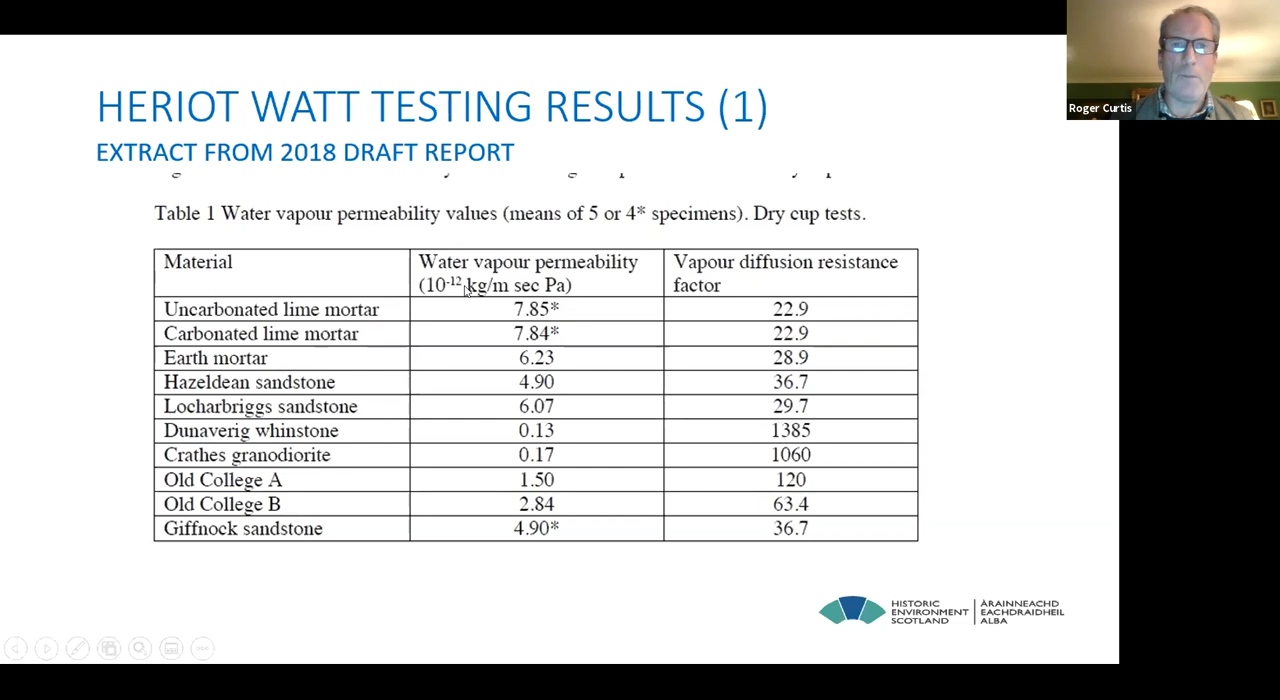 Roger Curtis
HERIOT WATT TESTING RESULTS (1)
EXTRACT FROM 2018 DRAFT REPORT
Table 1 Water vapour permeability values (means of 5 or 4* specimens). Dry cup tests.
Material Water vapour permeability (10⁻¹² kg/m sec Pa) Vapour diffusion resistance factor
Uncarbonated lime mortar 7.85* 22.9
Carbonated lime mortar 7.84* 22.9
Earth mortar 6.23 28.9
Hazeldean sandstone 4.90 36.7
Locharbriggs sandstone 6.07 29.7
Dunaverig whinstone 0.13 1385
Crathes granodiorite 0.17 1060
Old College A 1.50 120
Old College B 2.84 63.4
Giffnock sandstone 4.90* 36.7
HISTORIC
ENVIRONMENT
SCOTLAND
ÀRAINNEACHD
EACHDRAIDHEIL
ALBA